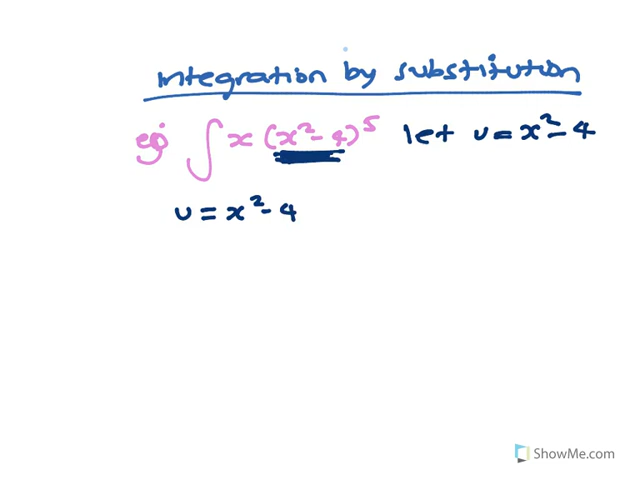 integration by substitution
eg ∫ x (x² - 4)⁵ let u = x² - 4
u = x² - 4
ShowMe.com